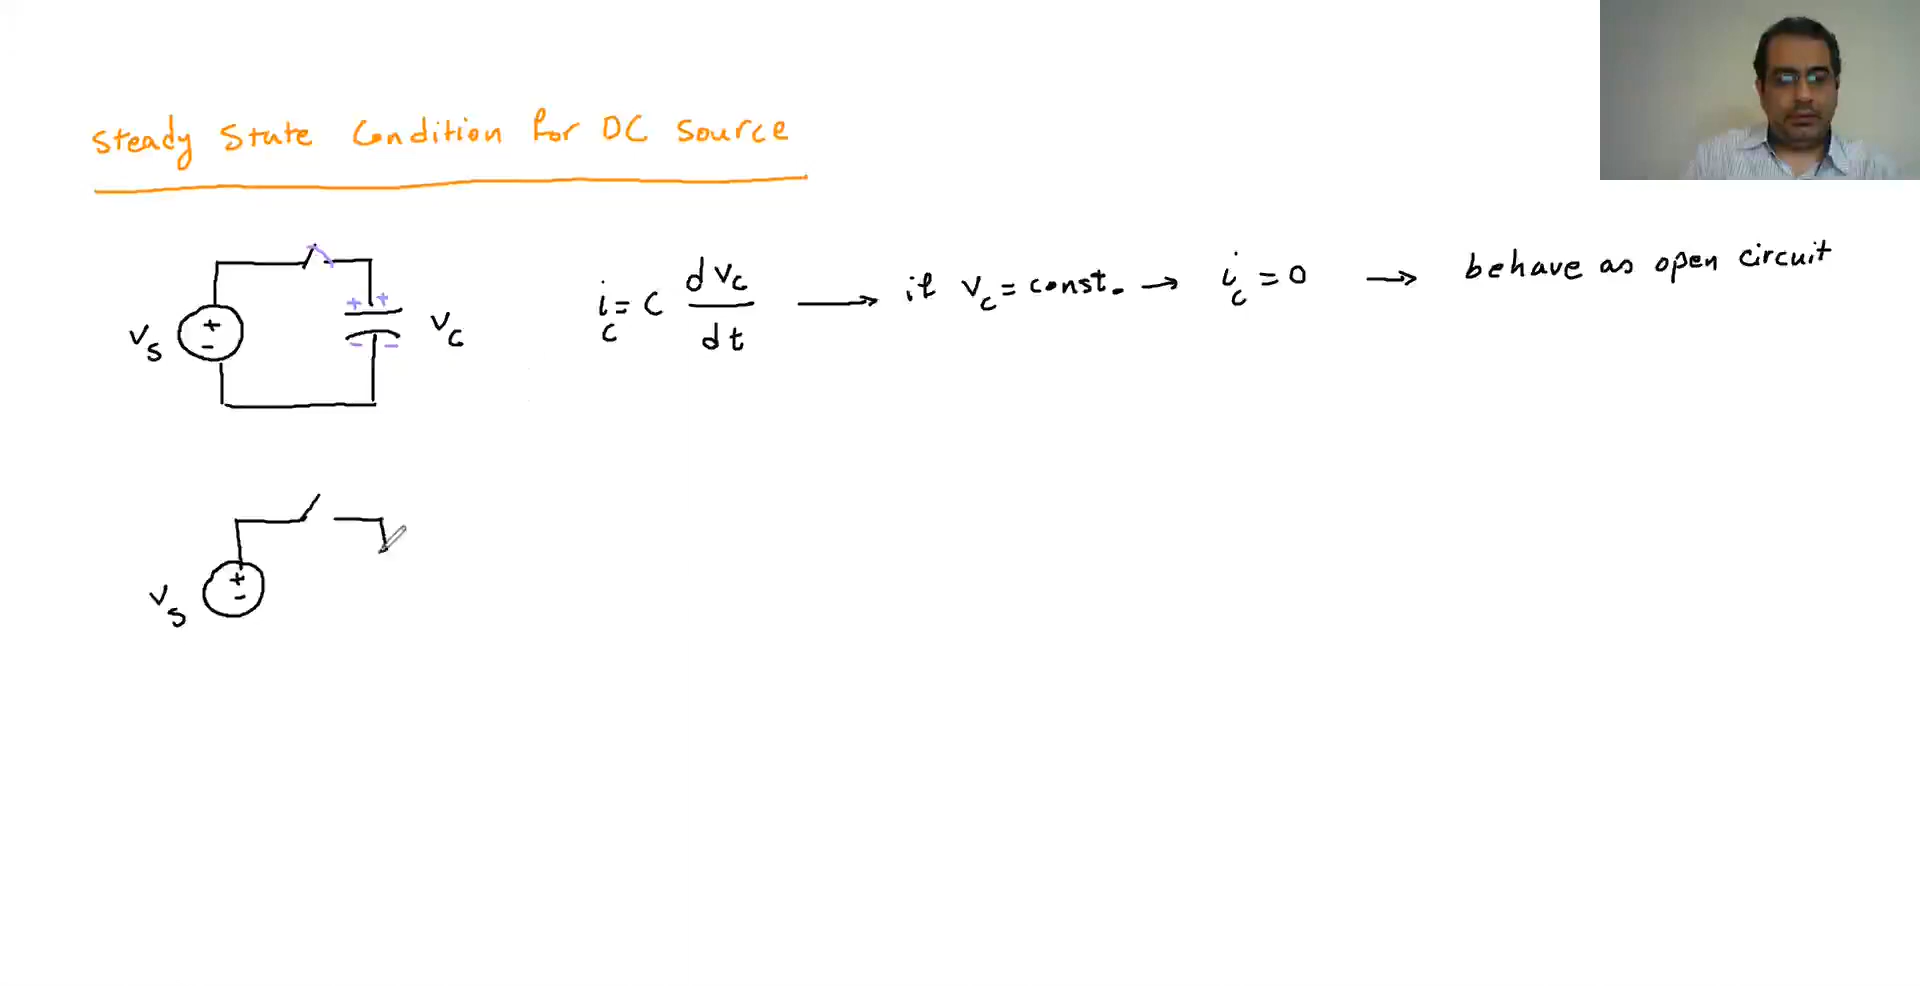 Steady State Condition for DC Source
+
-
Vs
+ +
- -
Vc
ic = C dVc/dt → if Vc = const. → ic = 0 → behave as open circuit
+
-
Vs